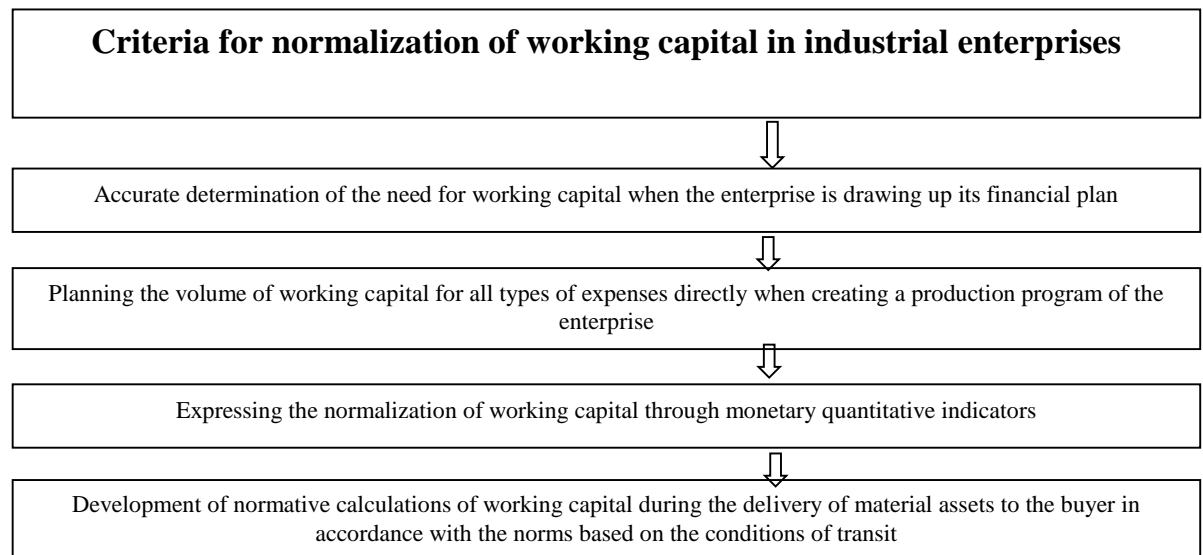 Criteria for normalization of working capital in industrial enterprises
Accurate determination of the need for working capital when the enterprise is drawing up its financial plan
Planning the volume of working capital for all types of expenses directly when creating a production program of the
enterprise
Expressing the normalization of working capital through monetary quantitative indicators
Development of normative calculations of working capital during the delivery of material assets to the buyer in
accordance with the norms based on the conditions of transit